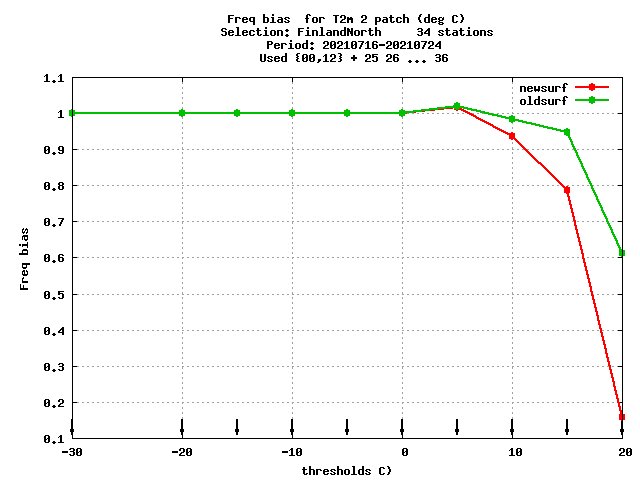 Freq bias  for T2m 2 patch (deg C)
Selection: FinlandNorth     34 stations
Period: 20210716-20210724
Used {00,12} + 25 26 ... 36
newsurf
oldsurf
1.1
1
0.9
0.8
0.7
0.6
0.5
0.4
0.3
0.2
0.1
Freq bias
-30 -20 -10 0 10 20
thresholds C)